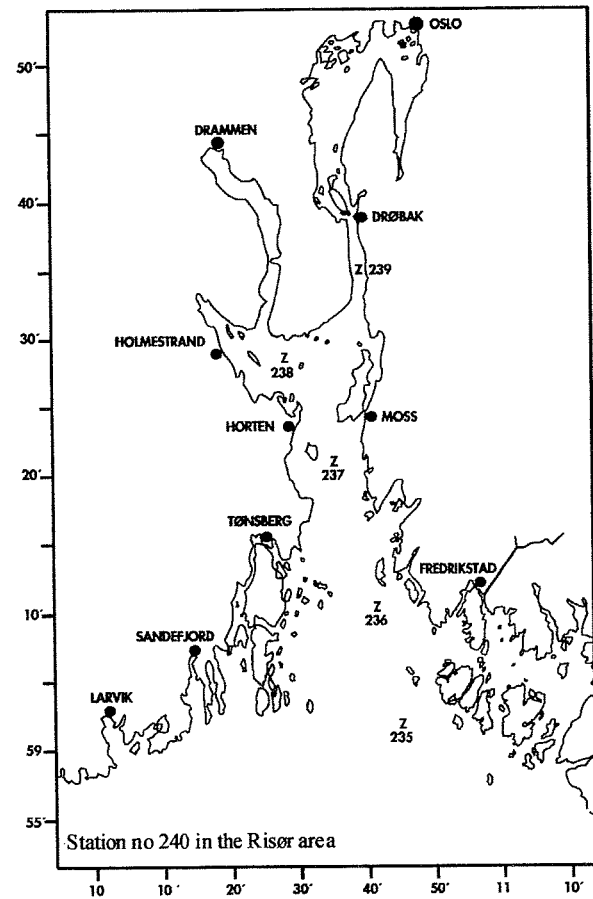 OSLO
50′
DRAMMEN
40′
DRØBAK
Z 239
30′
HOLMESTRAND
Z
238
MOSS
HORTEN
Z
237
20′
TØNSBERG
FREDRIKSTAD
10′
Z
236
SANDEFJORD
LARVIK
Z
235
59
55′
Station no 240 in the Risør area
10 10′ 20′ 30′ 40′ 50′ 11 10′